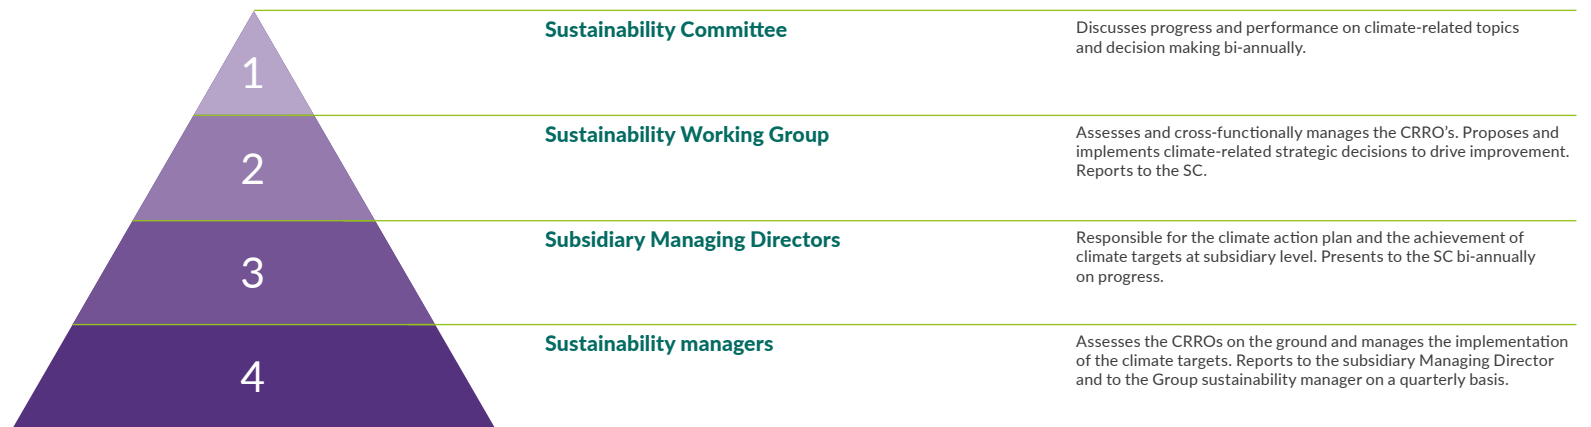 1
Sustainability Committee
Discusses progress and performance on climate-related topics
and decision making bi-annually.
2
Sustainability Working Group
Assesses and cross-functionally manages the CRRO’s. Proposes and
implements climate-related strategic decisions to drive improvement.
Reports to the SC.
3
Subsidiary Managing Directors
Responsible for the climate action plan and the achievement of
climate targets at subsidiary level. Presents to the SC bi-annually
on progress.
4
Sustainability managers
Assesses the CRROs on the ground and manages the implementation
of the climate targets. Reports to the subsidiary Managing Director
and to the Group sustainability manager on a quarterly basis.